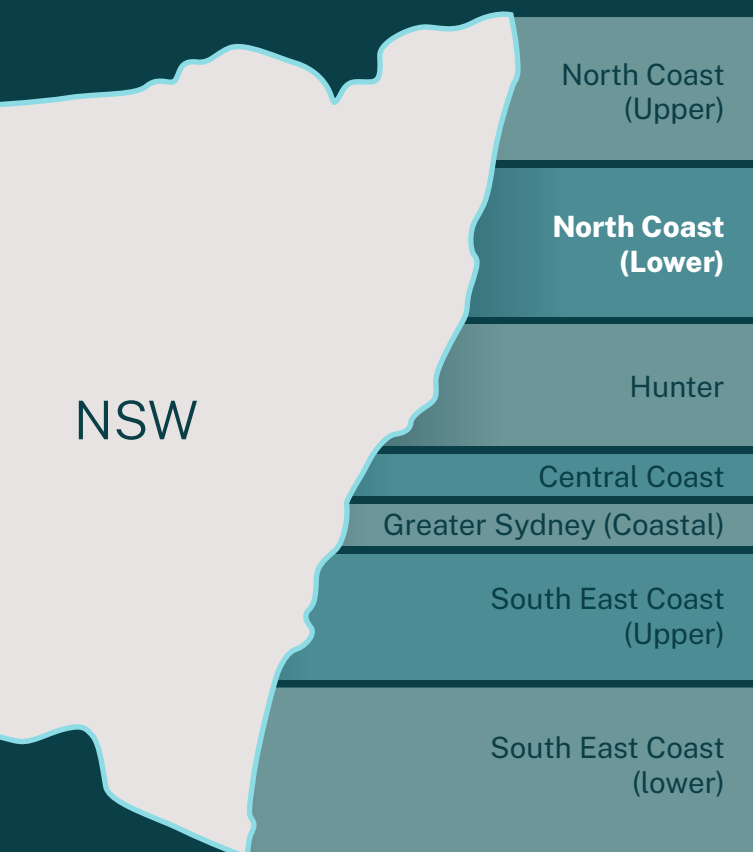 North Coast
(Upper)
North Coast
(Lower)
Hunter
NSW
Central Coast
Greater Sydney (Coastal)
South East Coast
(Upper)
South East Coast
(lower)